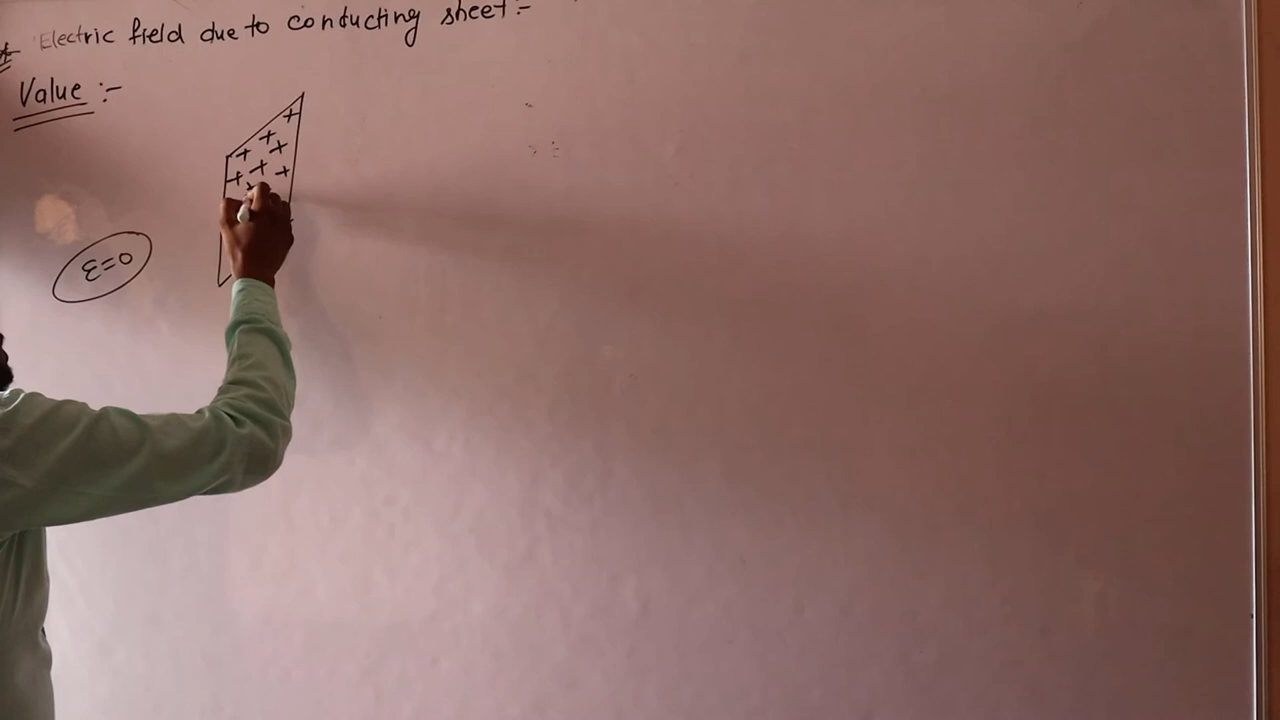 * Electric field due to conducting sheet :-
Value :-
+ + + + + + +
ε=0